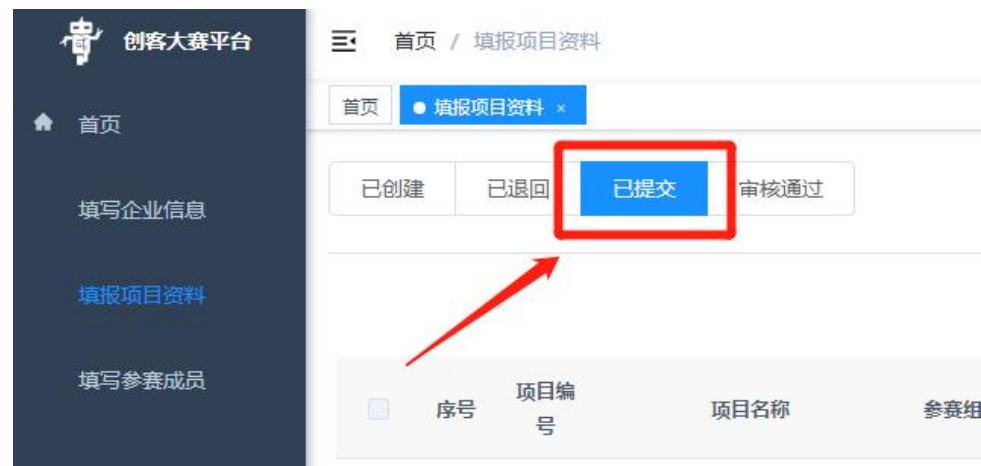 创客大赛平台
首页 / 填报项目资料
首页
填报项目资料 ×
首页
填写企业信息
填报项目资料
填写参赛成员
已创建 已退回 已提交 审核通过
序号 项目编号 项目名称 参赛组